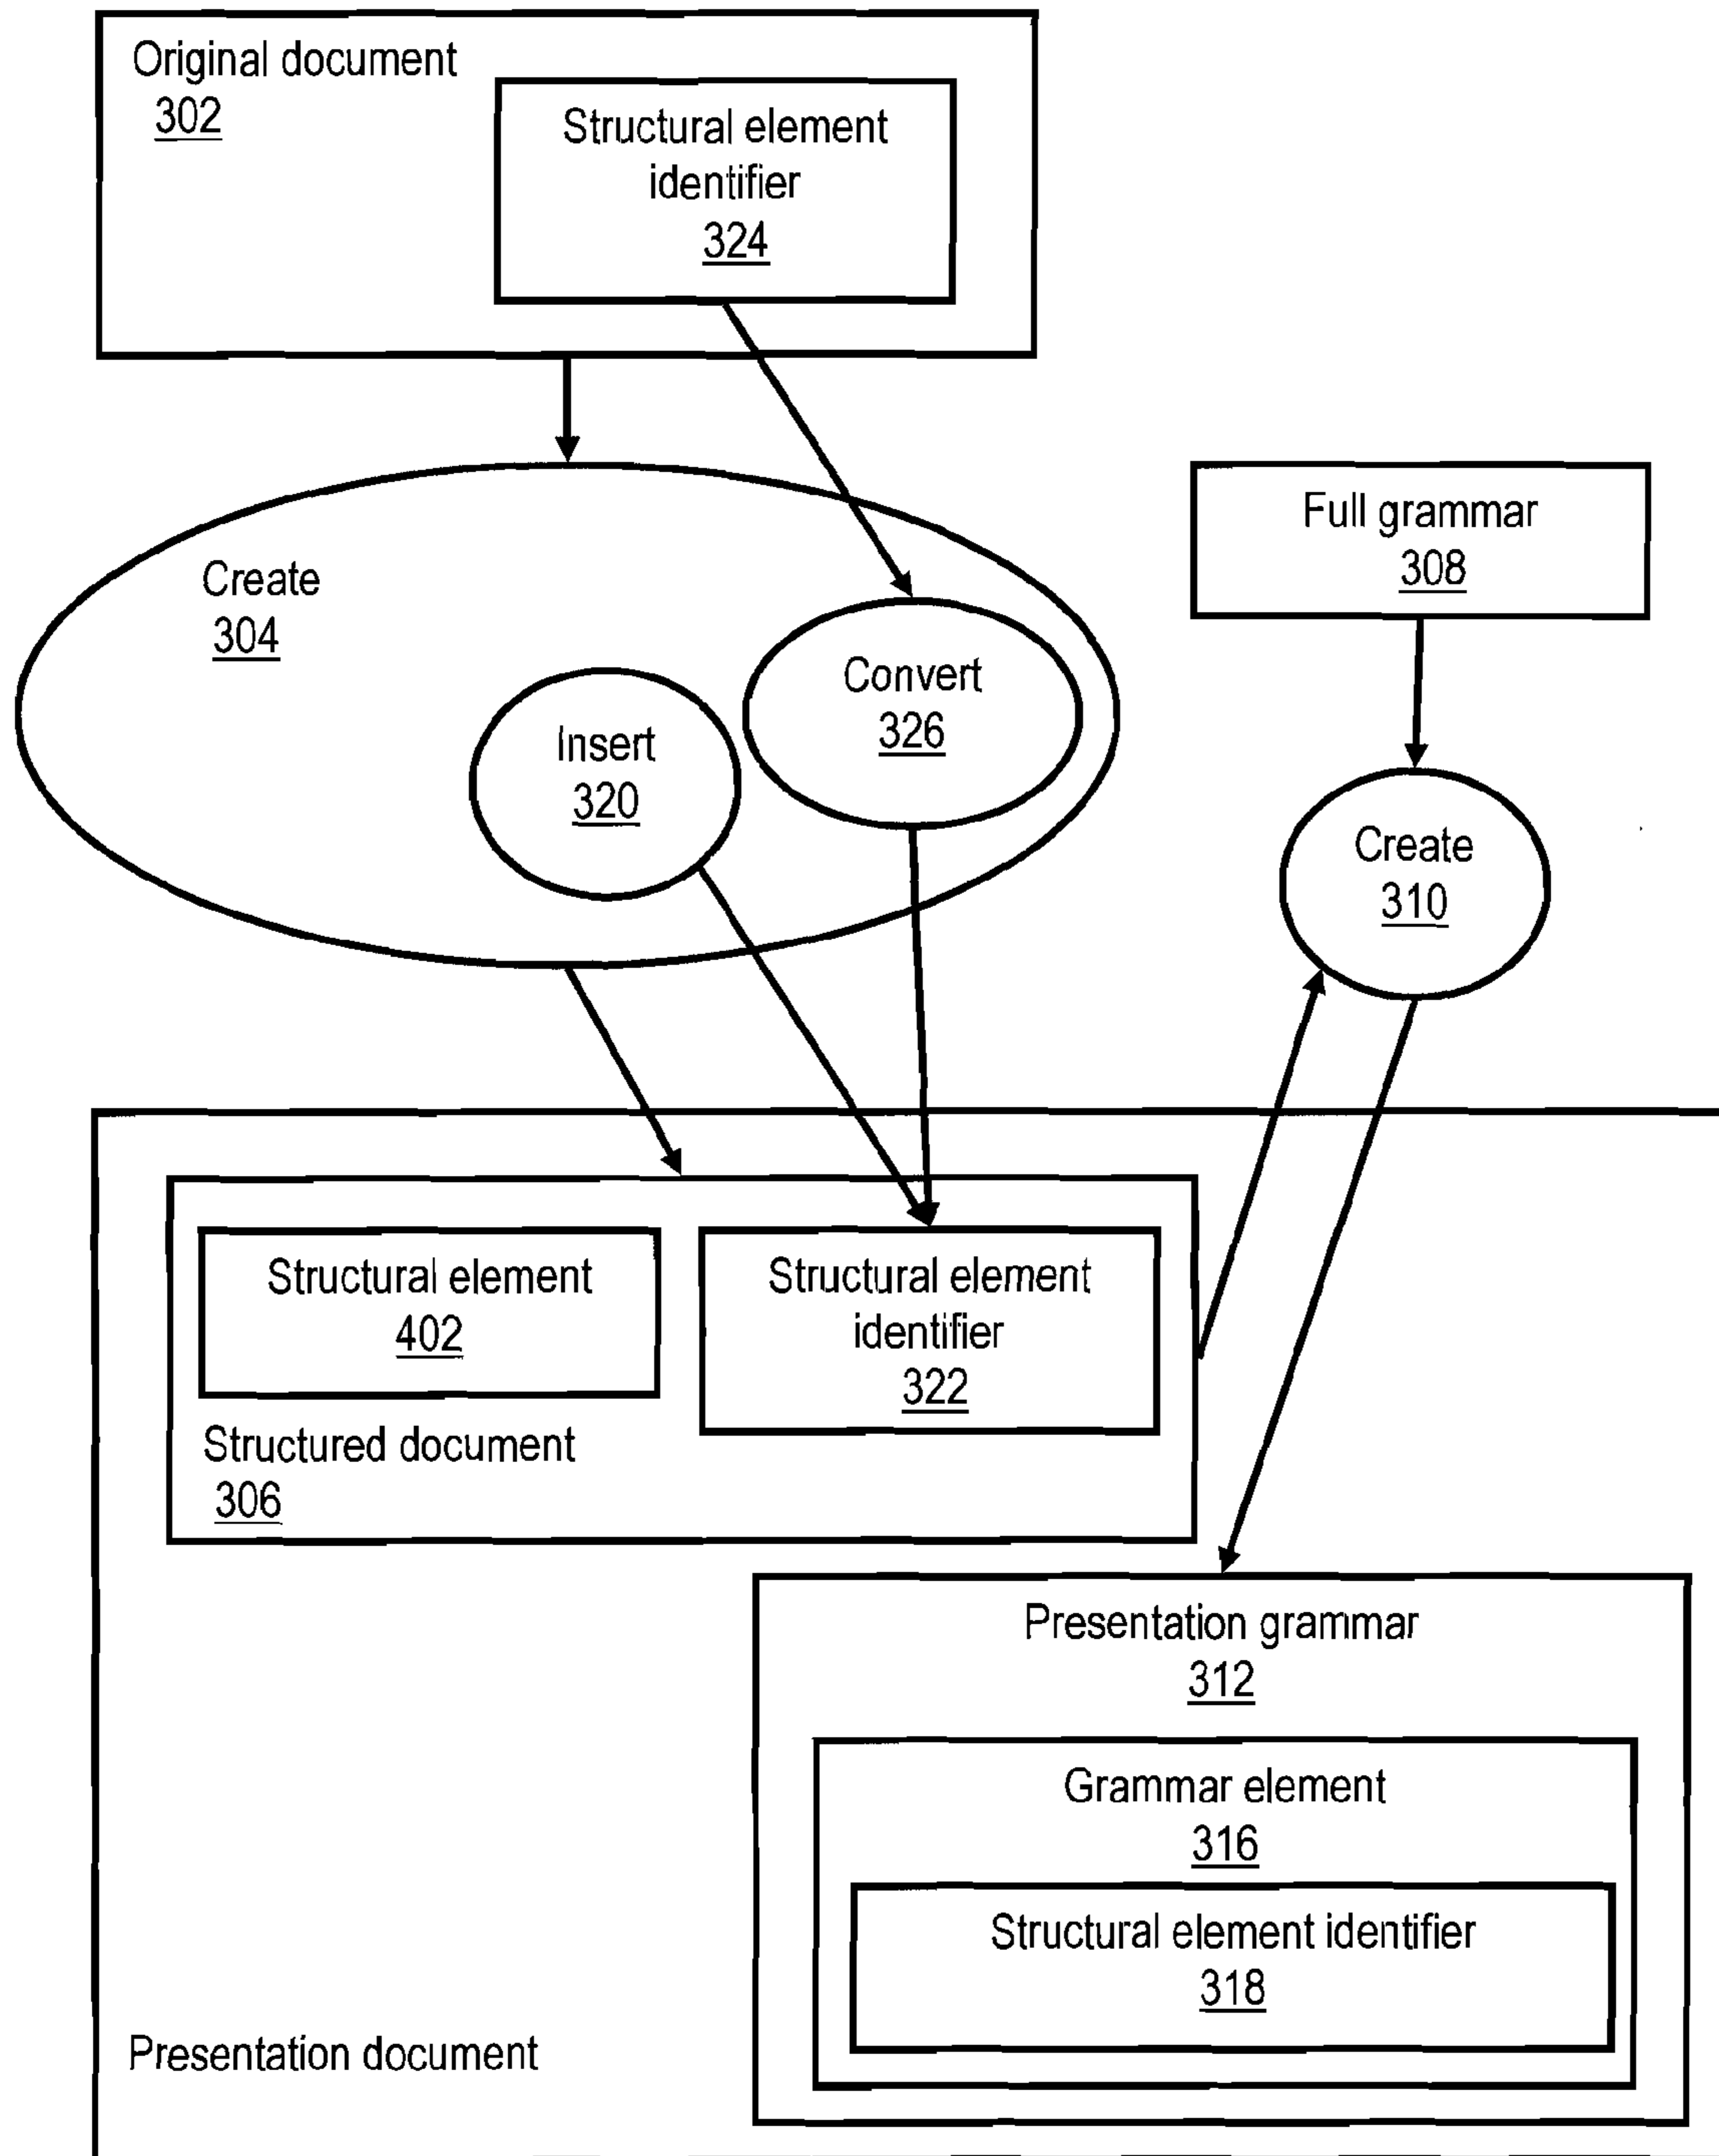 Original document
302
Structural element
identifier
324
Full grammar
308
Create
304
Convert
326
Insert
320
Create
310
Structural element
402
Structural element
identifier
322
Structured document
306
Presentation grammar
312
Grammar element
316
Structural element identifier
318
Presentation document